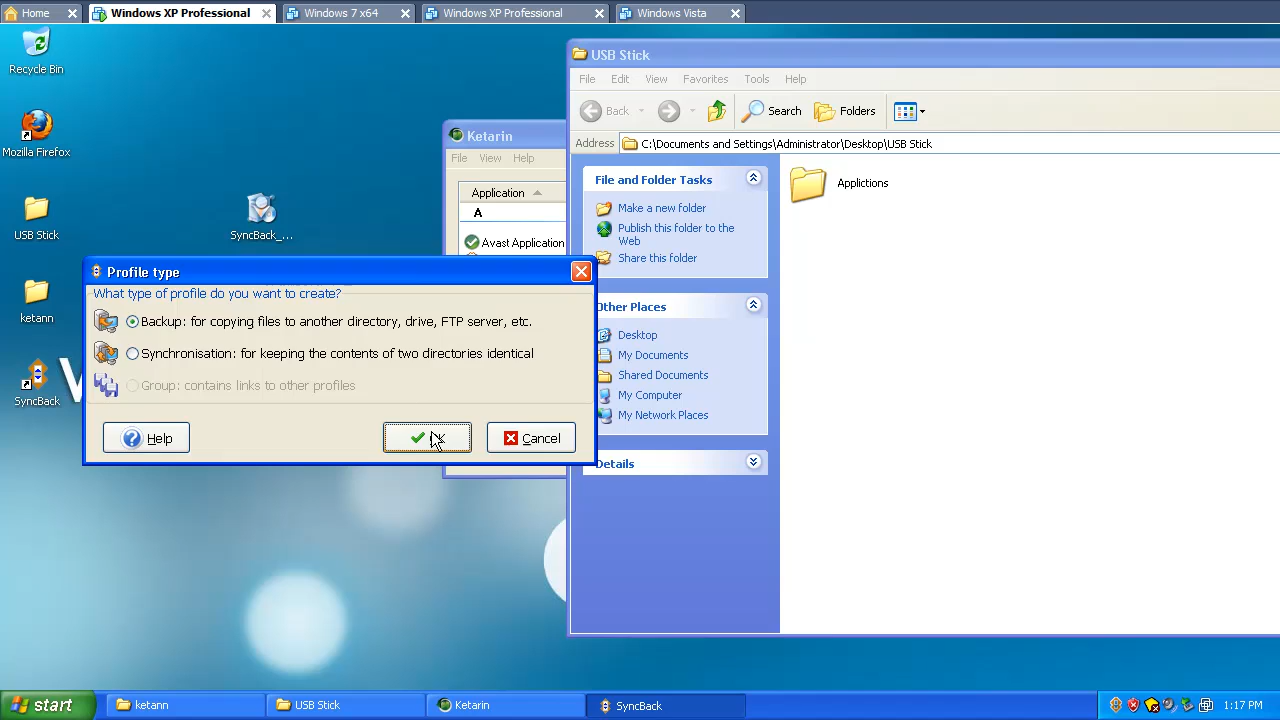 Home
Windows XP Professional
Windows 7 x64
Windows XP Professional
Windows Vista
Recycle Bin
Mozilla Firefox
USB Stick
ketann
SyncBack
SyncBack_...
Ketarin
File View Help
Application
A
Avast Application
USB Stick
File Edit View Favorites Tools Help
Back Search Folders
Address C:\Documents and Settings\Administrator\Desktop\USB Stick
File and Folder Tasks
Make a new folder
Publish this folder to the
Web
Share this folder
Other Places
Desktop
My Documents
Shared Documents
My Computer
My Network Places
Details
Applictions
Profile type
What type of profile do you want to create?
Backup: for copying files to another directory, drive, FTP server, etc.
Synchronisation: for keeping the contents of two directories identical
Group: contains links to other profiles
Help Cancel
start
ketann
USB Stick
Ketarin
SyncBack
1:17 PM